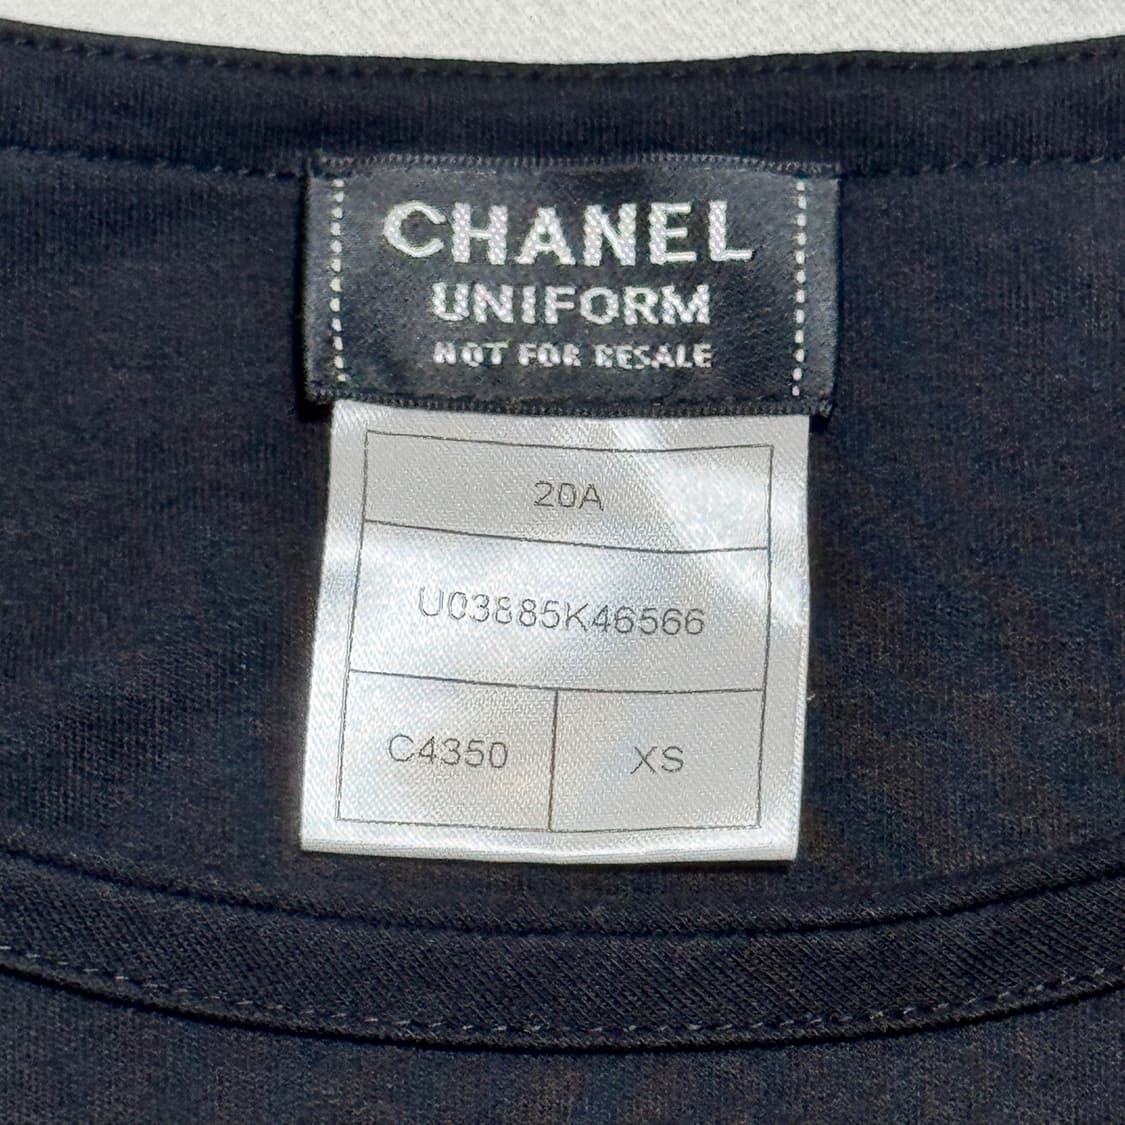 CHANEL
UNIFORM
NOT FOR RESALE
20A
U03885K46566
C4350
XS